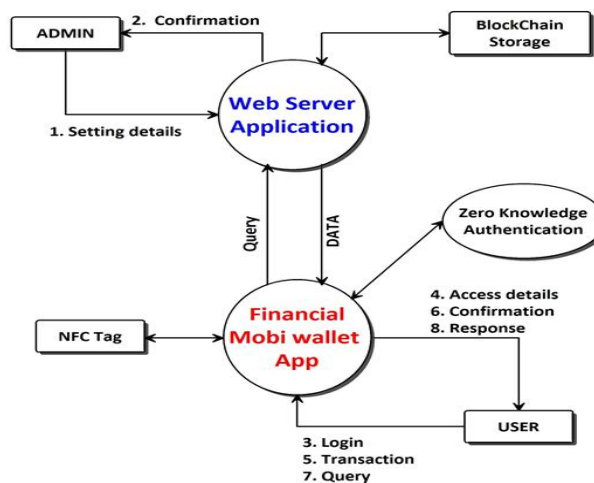 2. Confirmation
ADMIN
BlockChain
Storage
Web Server
Application
1. Setting details
Query
DATA
Zero Knowledge
Authentication
4. Access details
6. Confirmation
8. Response
Financial
Mobi wallet
App
NFC Tag
USER
3. Login
5. Transaction
7. Query